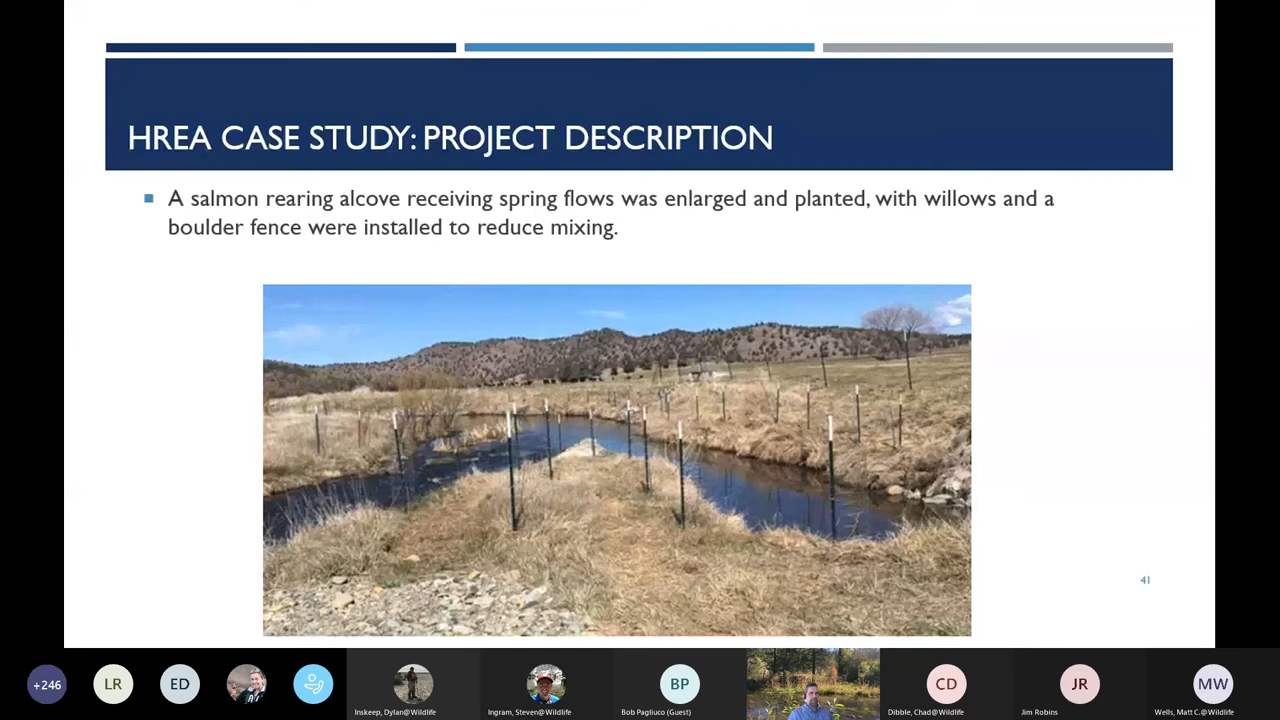 HREA CASE STUDY: PROJECT DESCRIPTION
A salmon rearing alcove receiving spring flows was enlarged and planted, with willows and a
boulder fence were installed to reduce mixing.
41
+246
LR
ED
Inskeep, Dylan@Wildlife
Ingram, Steven@Wildlife
BP
Bob Pagliuco (Guest)
CD
Dibble, Chad@Wildlife
JR
Jim Robins
MW
Wells, Matt C.@Wildlife